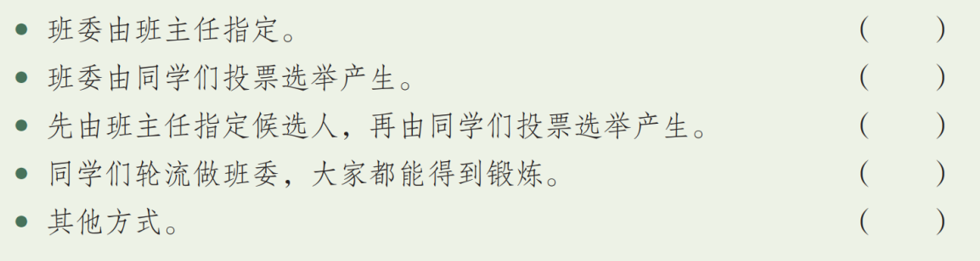 ● 班委由班主任指定。 (  )
● 班委由同学们投票选举产生。 (  )
● 先由班主任指定候选人，再由同学们投票选举产生。 (  )
● 同学们轮流做班委，大家都能得到锻炼。 (  )
● 其他方式。 (  )